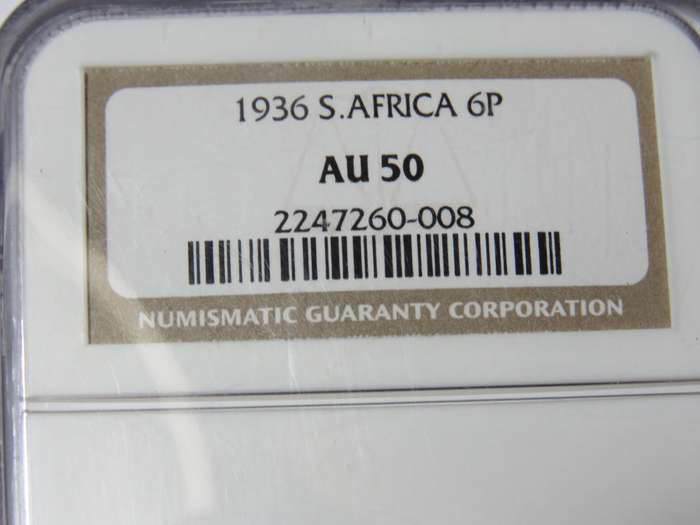 1936 S.AFRICA 6P
AU 50
2247260-008
NUMISMATIC GUARANTY CORPORATION